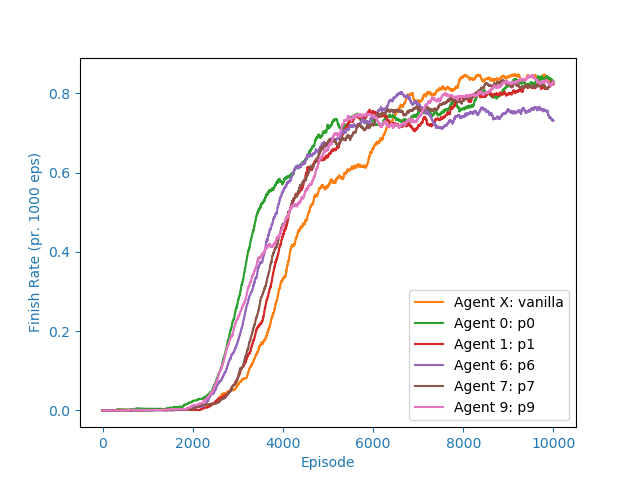 0.8
0.6
0.4
0.2
0.0
Finish Rate (pr. 1000 eps)
Agent X: vanilla
Agent 0: p0
Agent 1: p1
Agent 6: p6
Agent 7: p7
Agent 9: p9
0 2000 4000 6000 8000 10000
Episode